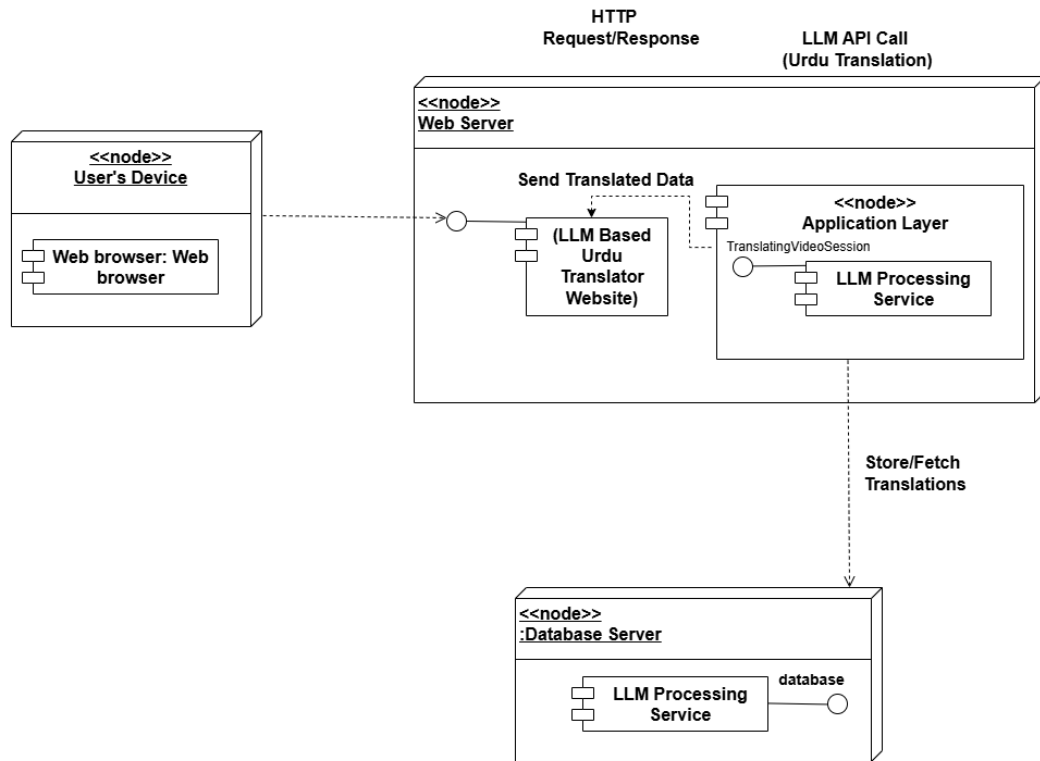 HTTP
Request/Response
LLM API Call
(Urdu Translation)
<<node>>
Web Server
<<node>>
User's Device
Web browser: Web
browser
Send Translated Data
(LLM Based
Urdu
Translator
Website)
<<node>>
Application Layer
TranslatingVideoSession
LLM Processing
Service
Store/Fetch
Translations
<<node>>
:Database Server
LLM Processing
Service
database